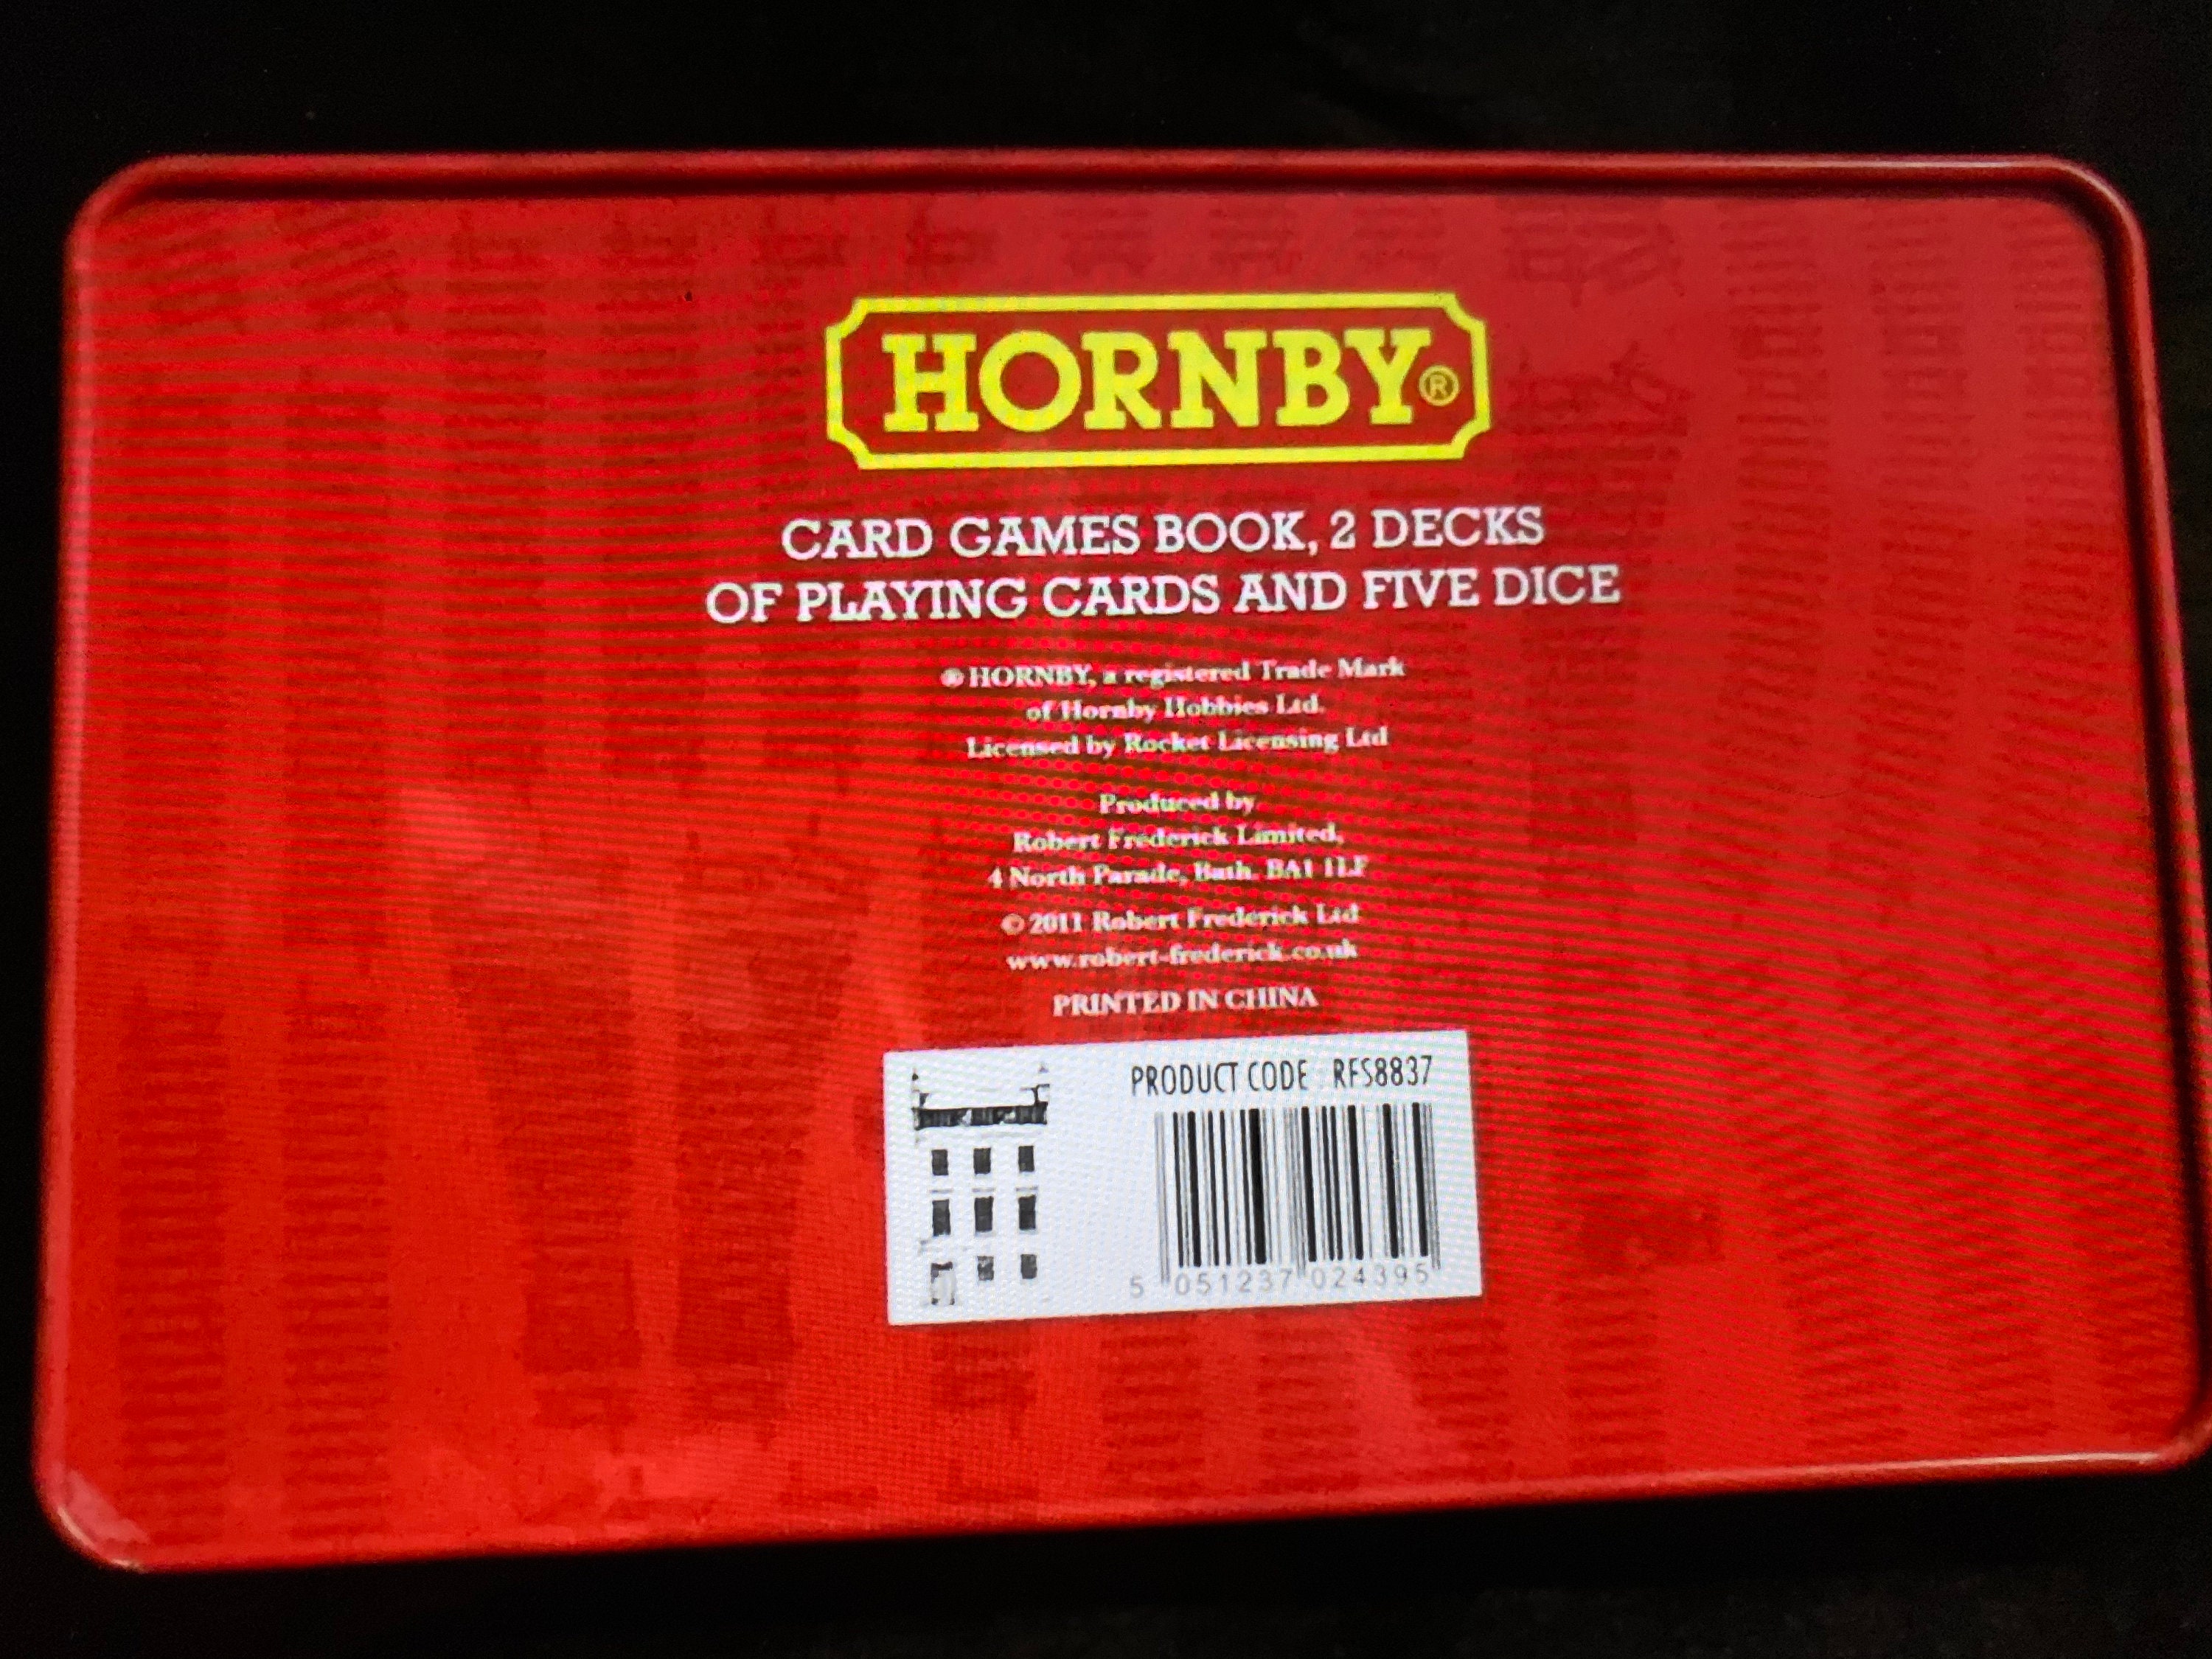 HORNBY®
CARD GAMES BOOK, 2 DECKS
OF PLAYING CARDS AND FIVE DICE
® HORNBY, a registered Trade Mark
of Hornby Hobbies Ltd.
Licensed by Rocket Licensing Ltd
Produced by
Robert Frederick Limited,
4 North Parade, Bath. BA1 1LF
© 2011 Robert Frederick Ltd
www.robert-frederick.co.uk
PRINTED IN CHINA
PRODUCT CODE : RFS8837
5 051237 024395